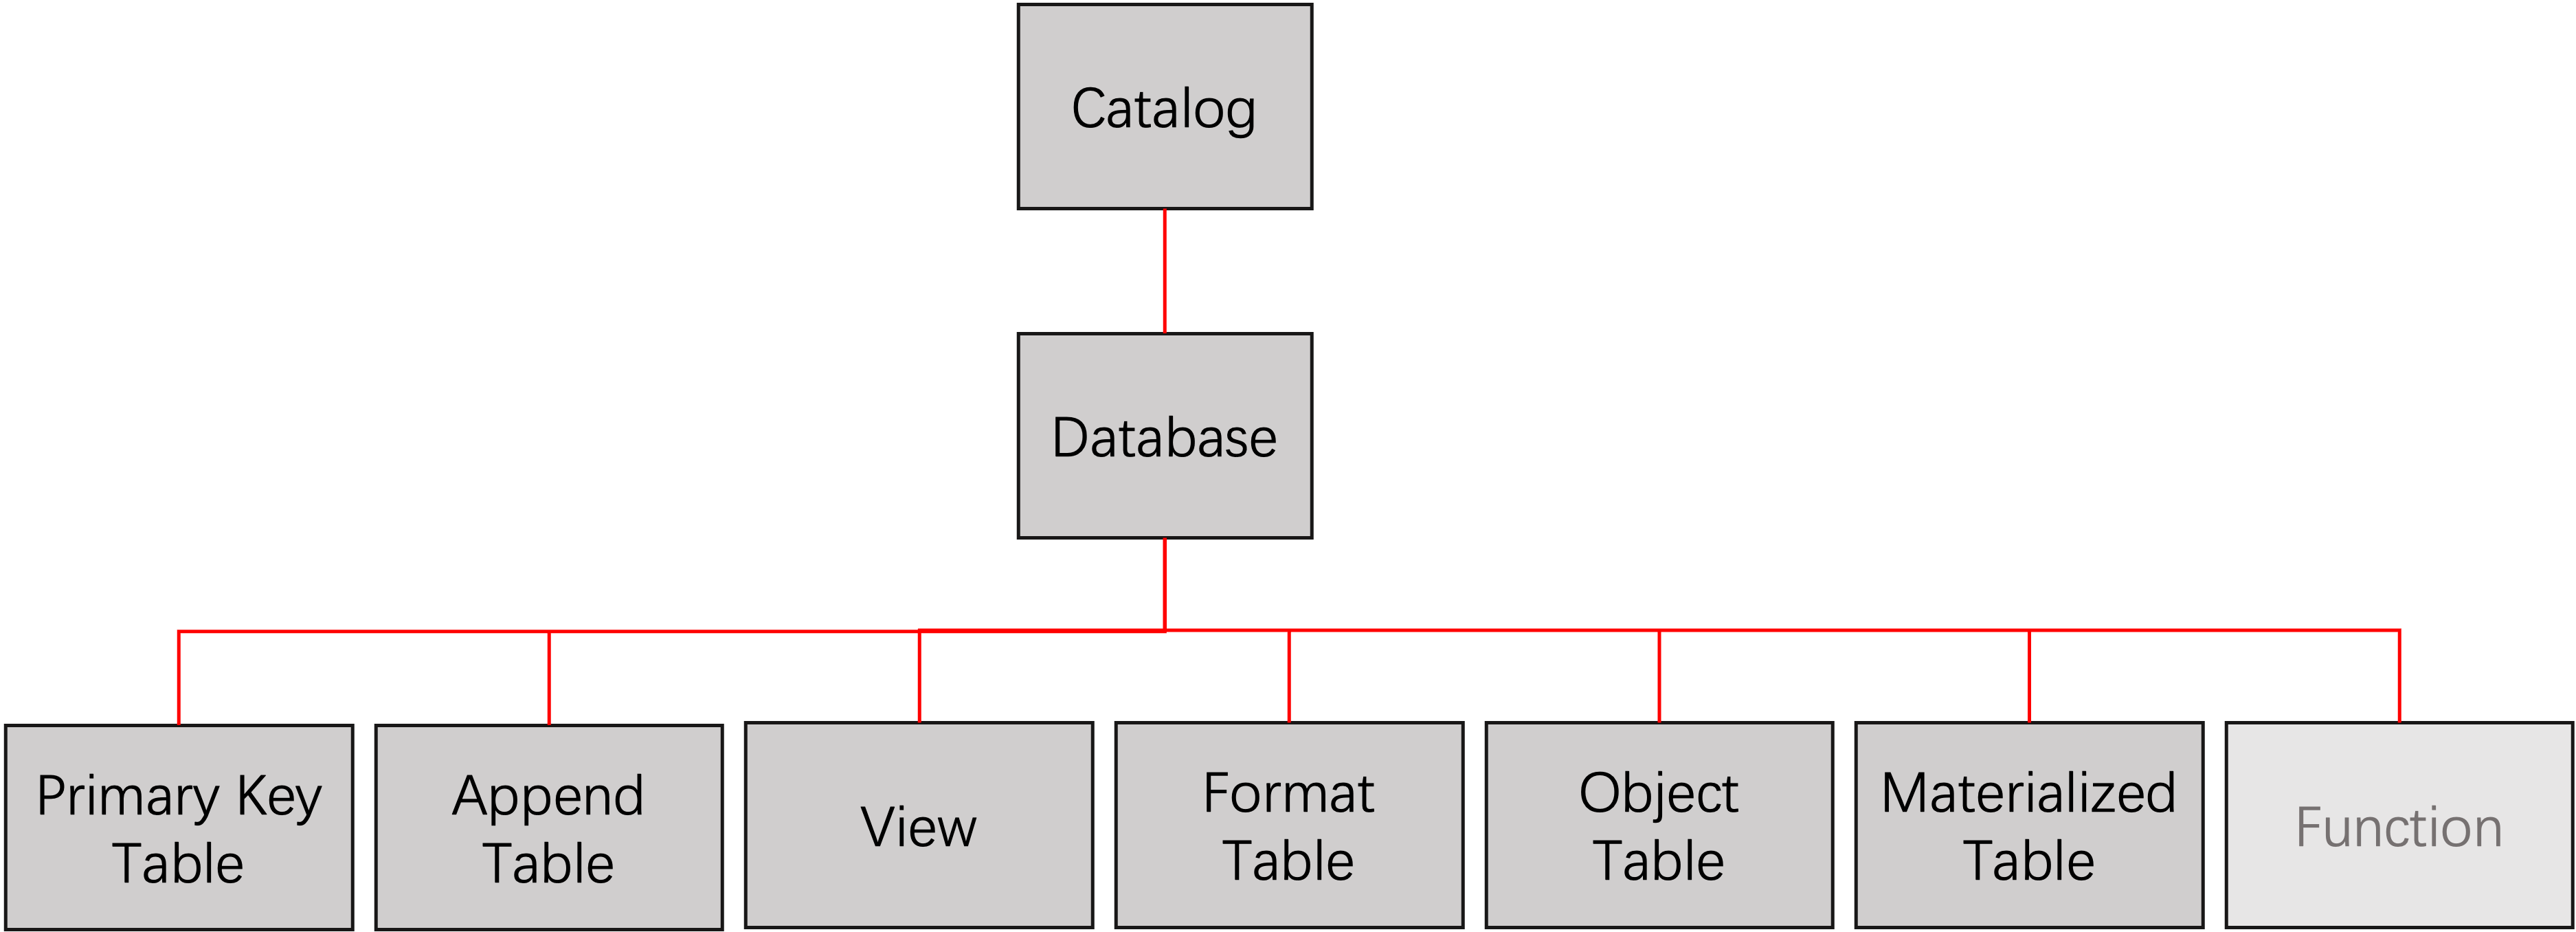 Catalog
Database
Primary Key
Table
Append
Table
View
Format
Table
Object
Table
Materialized
Table
Function